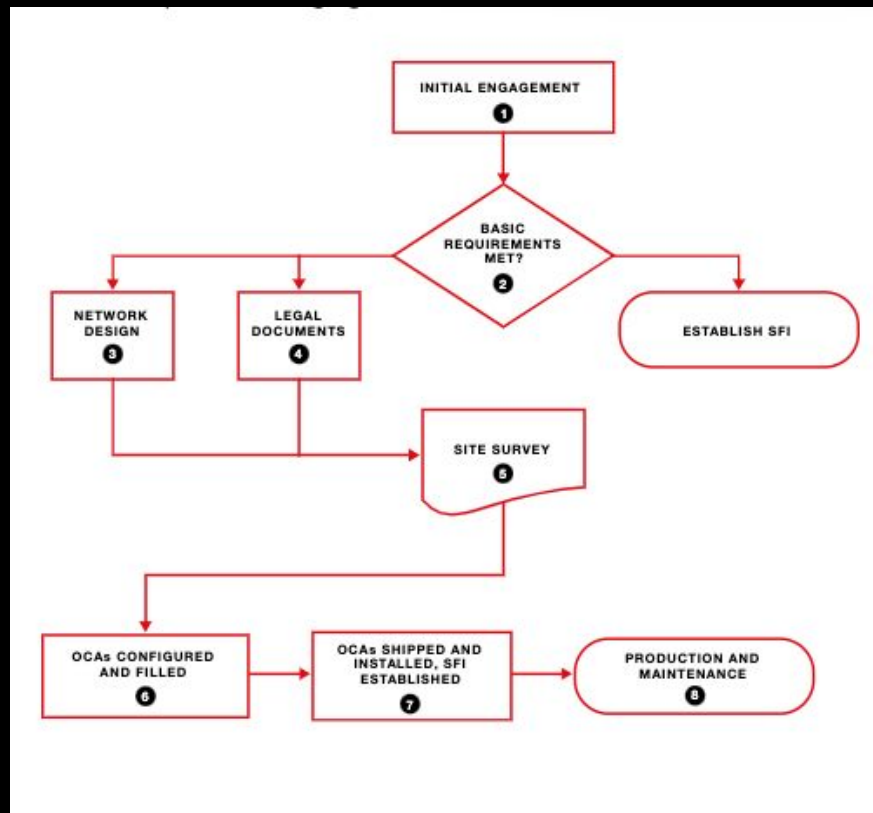 INITIAL ENGAGEMENT
1
BASIC
REQUIREMENTS
MET?
2
NETWORK
DESIGN
3
LEGAL
DOCUMENTS
4
ESTABLISH SFI
SITE SURVEY
5
OCAs CONFIGURED
AND FILLED
6
OCAs SHIPPED AND
INSTALLED, SFI
ESTABLISHED
7
PRODUCTION AND
MAINTENANCE
8